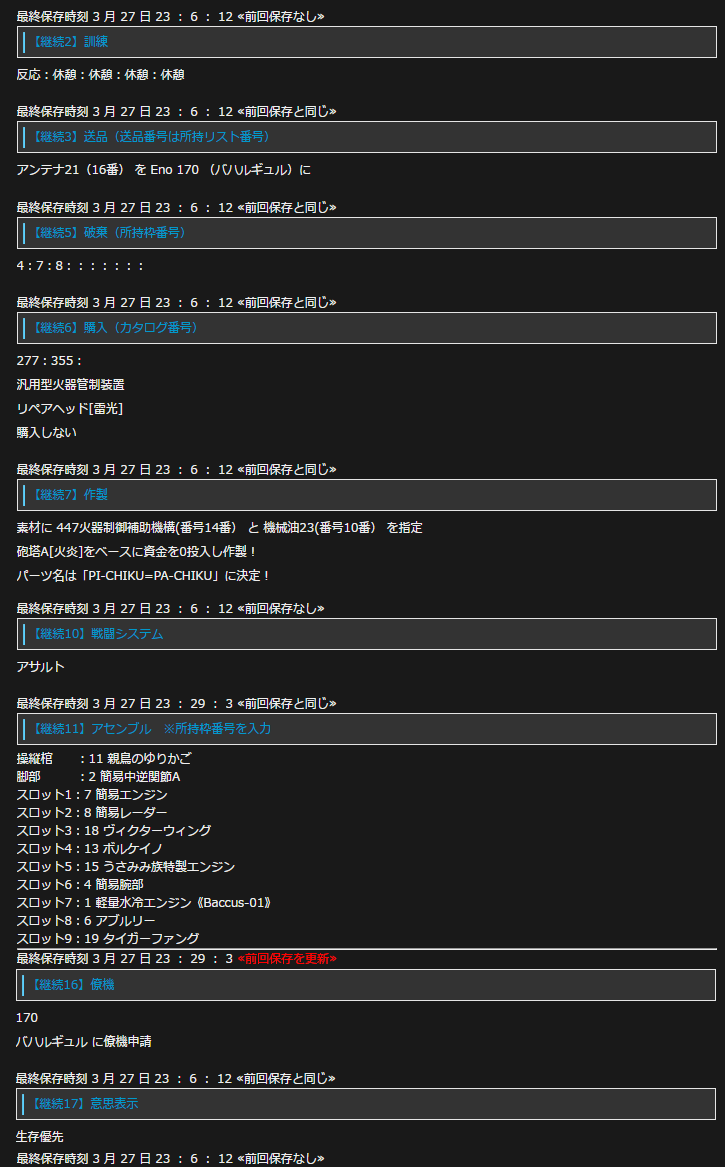 最終保存時刻 3 月 27 日 23 ： 6 ： 12 «前回保存なし»
【継続2】訓練
反応：休憩：休憩：休憩：休憩
最終保存時刻 3 月 27 日 23 ： 6 ： 12 «前回保存と同じ»
【継続3】送品（送品番号は所持リスト番号）
アンテナ21（16番） を Eno 170 （バハルギュル）に
最終保存時刻 3 月 27 日 23 ： 6 ： 12 «前回保存と同じ»
【継続5】破棄（所持枠番号）
4：7：8：：：：：：：
最終保存時刻 3 月 27 日 23 ： 6 ： 12 «前回保存と同じ»
【継続6】購入（カタログ番号）
277：355：
汎用型火器管制装置
リペアヘッド[雷光]
購入しない
最終保存時刻 3 月 27 日 23 ： 6 ： 12 «前回保存と同じ»
【継続7】作製
素材に 447火器制御補助機構(番号14番） と 機械油23(番号10番） を指定
砲塔A[火炎]をベースに資金を0投入し作製！
パーツ名は「PI-CHIKU=PA-CHIKU」に決定！
最終保存時刻 3 月 27 日 23 ： 6 ： 12 «前回保存なし»
【継続10】戦闘システム
アサルト
最終保存時刻 3 月 27 日 23 ： 29 ： 3 «前回保存と同じ»
【継続11】アセンブル　※所持枠番号を入力
操縦棺　　：11 親鳥のゆりかご
脚部　　　：2 簡易中逆関節A
スロット1：7 簡易エンジン
スロット2：8 簡易レーダー
スロット3：18 ヴィクターウィング
スロット4：13 ボルケイノ
スロット5：15 うさみみ族特製エンジン
スロット6：4 簡易腕部
スロット7：1 軽量水冷エンジン《Baccus-01》
スロット8：6 アブルリー
スロット9：19 タイガーファング
最終保存時刻 3 月 27 日 23 ： 29 ： 3 «前回保存を更新»
【継続16】僚機
170
バハルギュル に僚機申請
最終保存時刻 3 月 27 日 23 ： 6 ： 12 «前回保存と同じ»
【継続17】意思表示
生存優先
最終保存時刻 3 月 27 日 23 ： 6 ： 12 «前回保存なし»